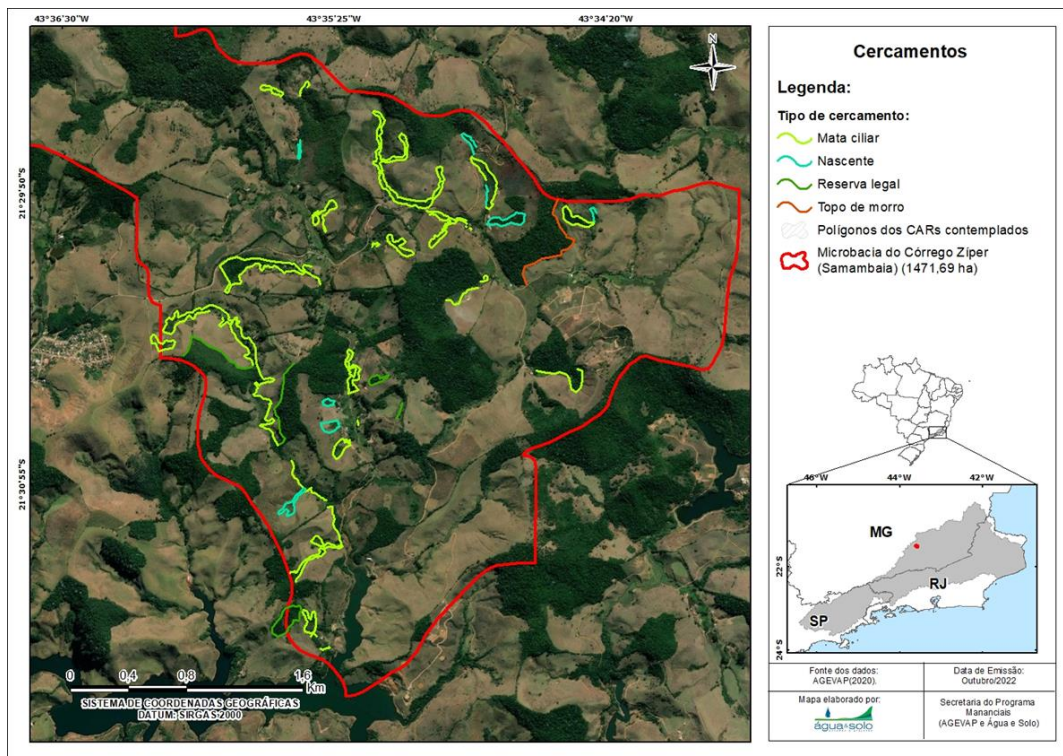 43°36'30"W
43°35'25"W
43°34'20"W
N
21°29'50"S
21°30'55"S
0
0,4
0,8
1,6
Km
SISTEMA DE COORDENADAS GEOGRÁFICAS
DATUM: SIRGAS 2000
Cercamentos
Legenda:
Tipo de cercamento:
Mata ciliar
Nascente
Reserva legal
Topo de morro
Polígonos dos CARs contemplados
Microbacia do Córrego Zíper
(Samambaia) (1471,69 ha)
46°W
44°W
42°W
MG
RJ
SP
22°S
24°S
Fonte dos dados:
AGEVAP(2020).
Data de Emissão:
Outubro/2022
Mapa elaborado por:
água&solo
Secretaria do Programa
Mananciais
(AGEVAP e Água e Solo)